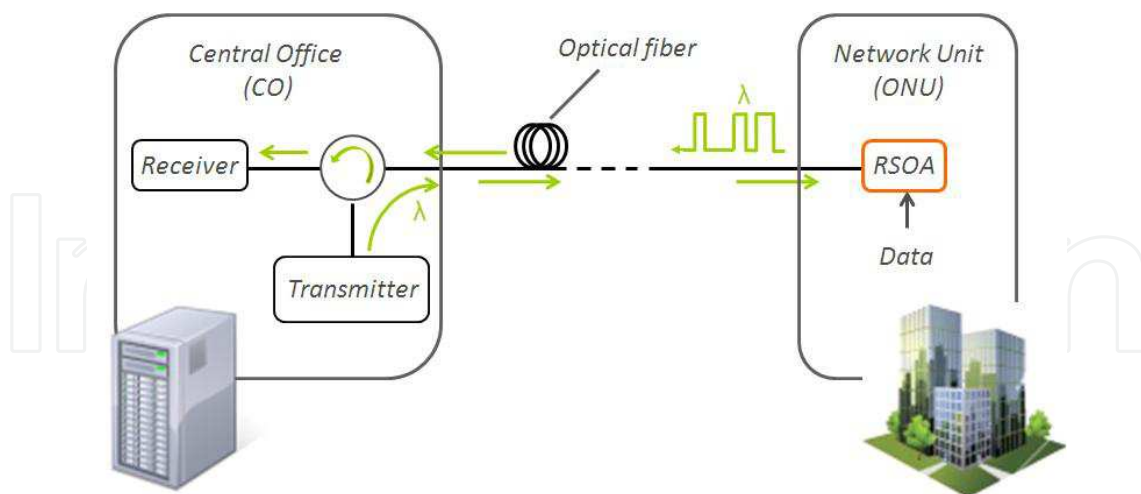 Central Office
(CO)
Optical fiber
Network Unit
(ONU)
λ
Receiver
RSOA
λ
Data
Transmitter